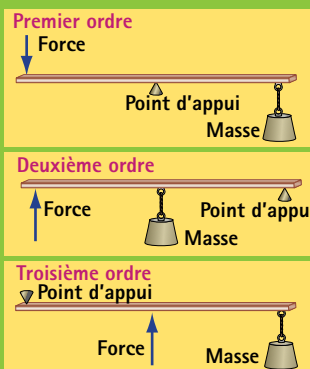 Premier ordre
Force
Point d'appui
Masse
Deuxième ordre
Force
Point d'appu
Masse
Troisième ordre
Point d'appui
Force
Masse